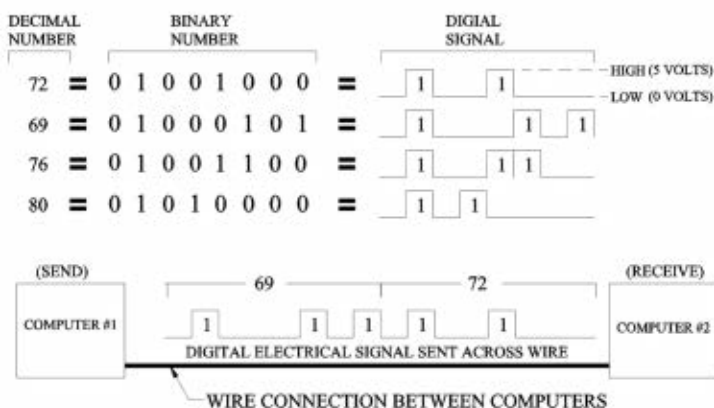 DECIMAL NUMBER BINARY NUMBER DIGIAL SIGNAL
72 = 0 1 0 0 1 0 0 0 = 1 1 HIGH (5 VOLTS)
LOW (0 VOLTS)
69 = 0 1 0 0 0 1 0 1 = 1 1 1
76 = 0 1 0 0 1 1 0 0 = 1 1 1
80 = 0 1 0 1 0 0 0 0 = 1 1
(SEND) 69 72 (RECEIVE)
COMPUTER #1 1 1 1 1 1 COMPUTER #2
DIGITAL ELECTRICAL SIGNAL SENT ACROSS WIRE
WIRE CONNECTION BETWEEN COMPUTERS